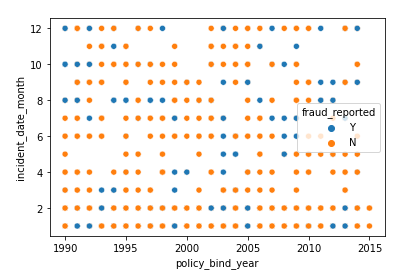 12
10
8
6
4
2
incident_date_month
fraud_reported
Y
N
1990 1995 2000 2005 2010 2015
policy_bind_year